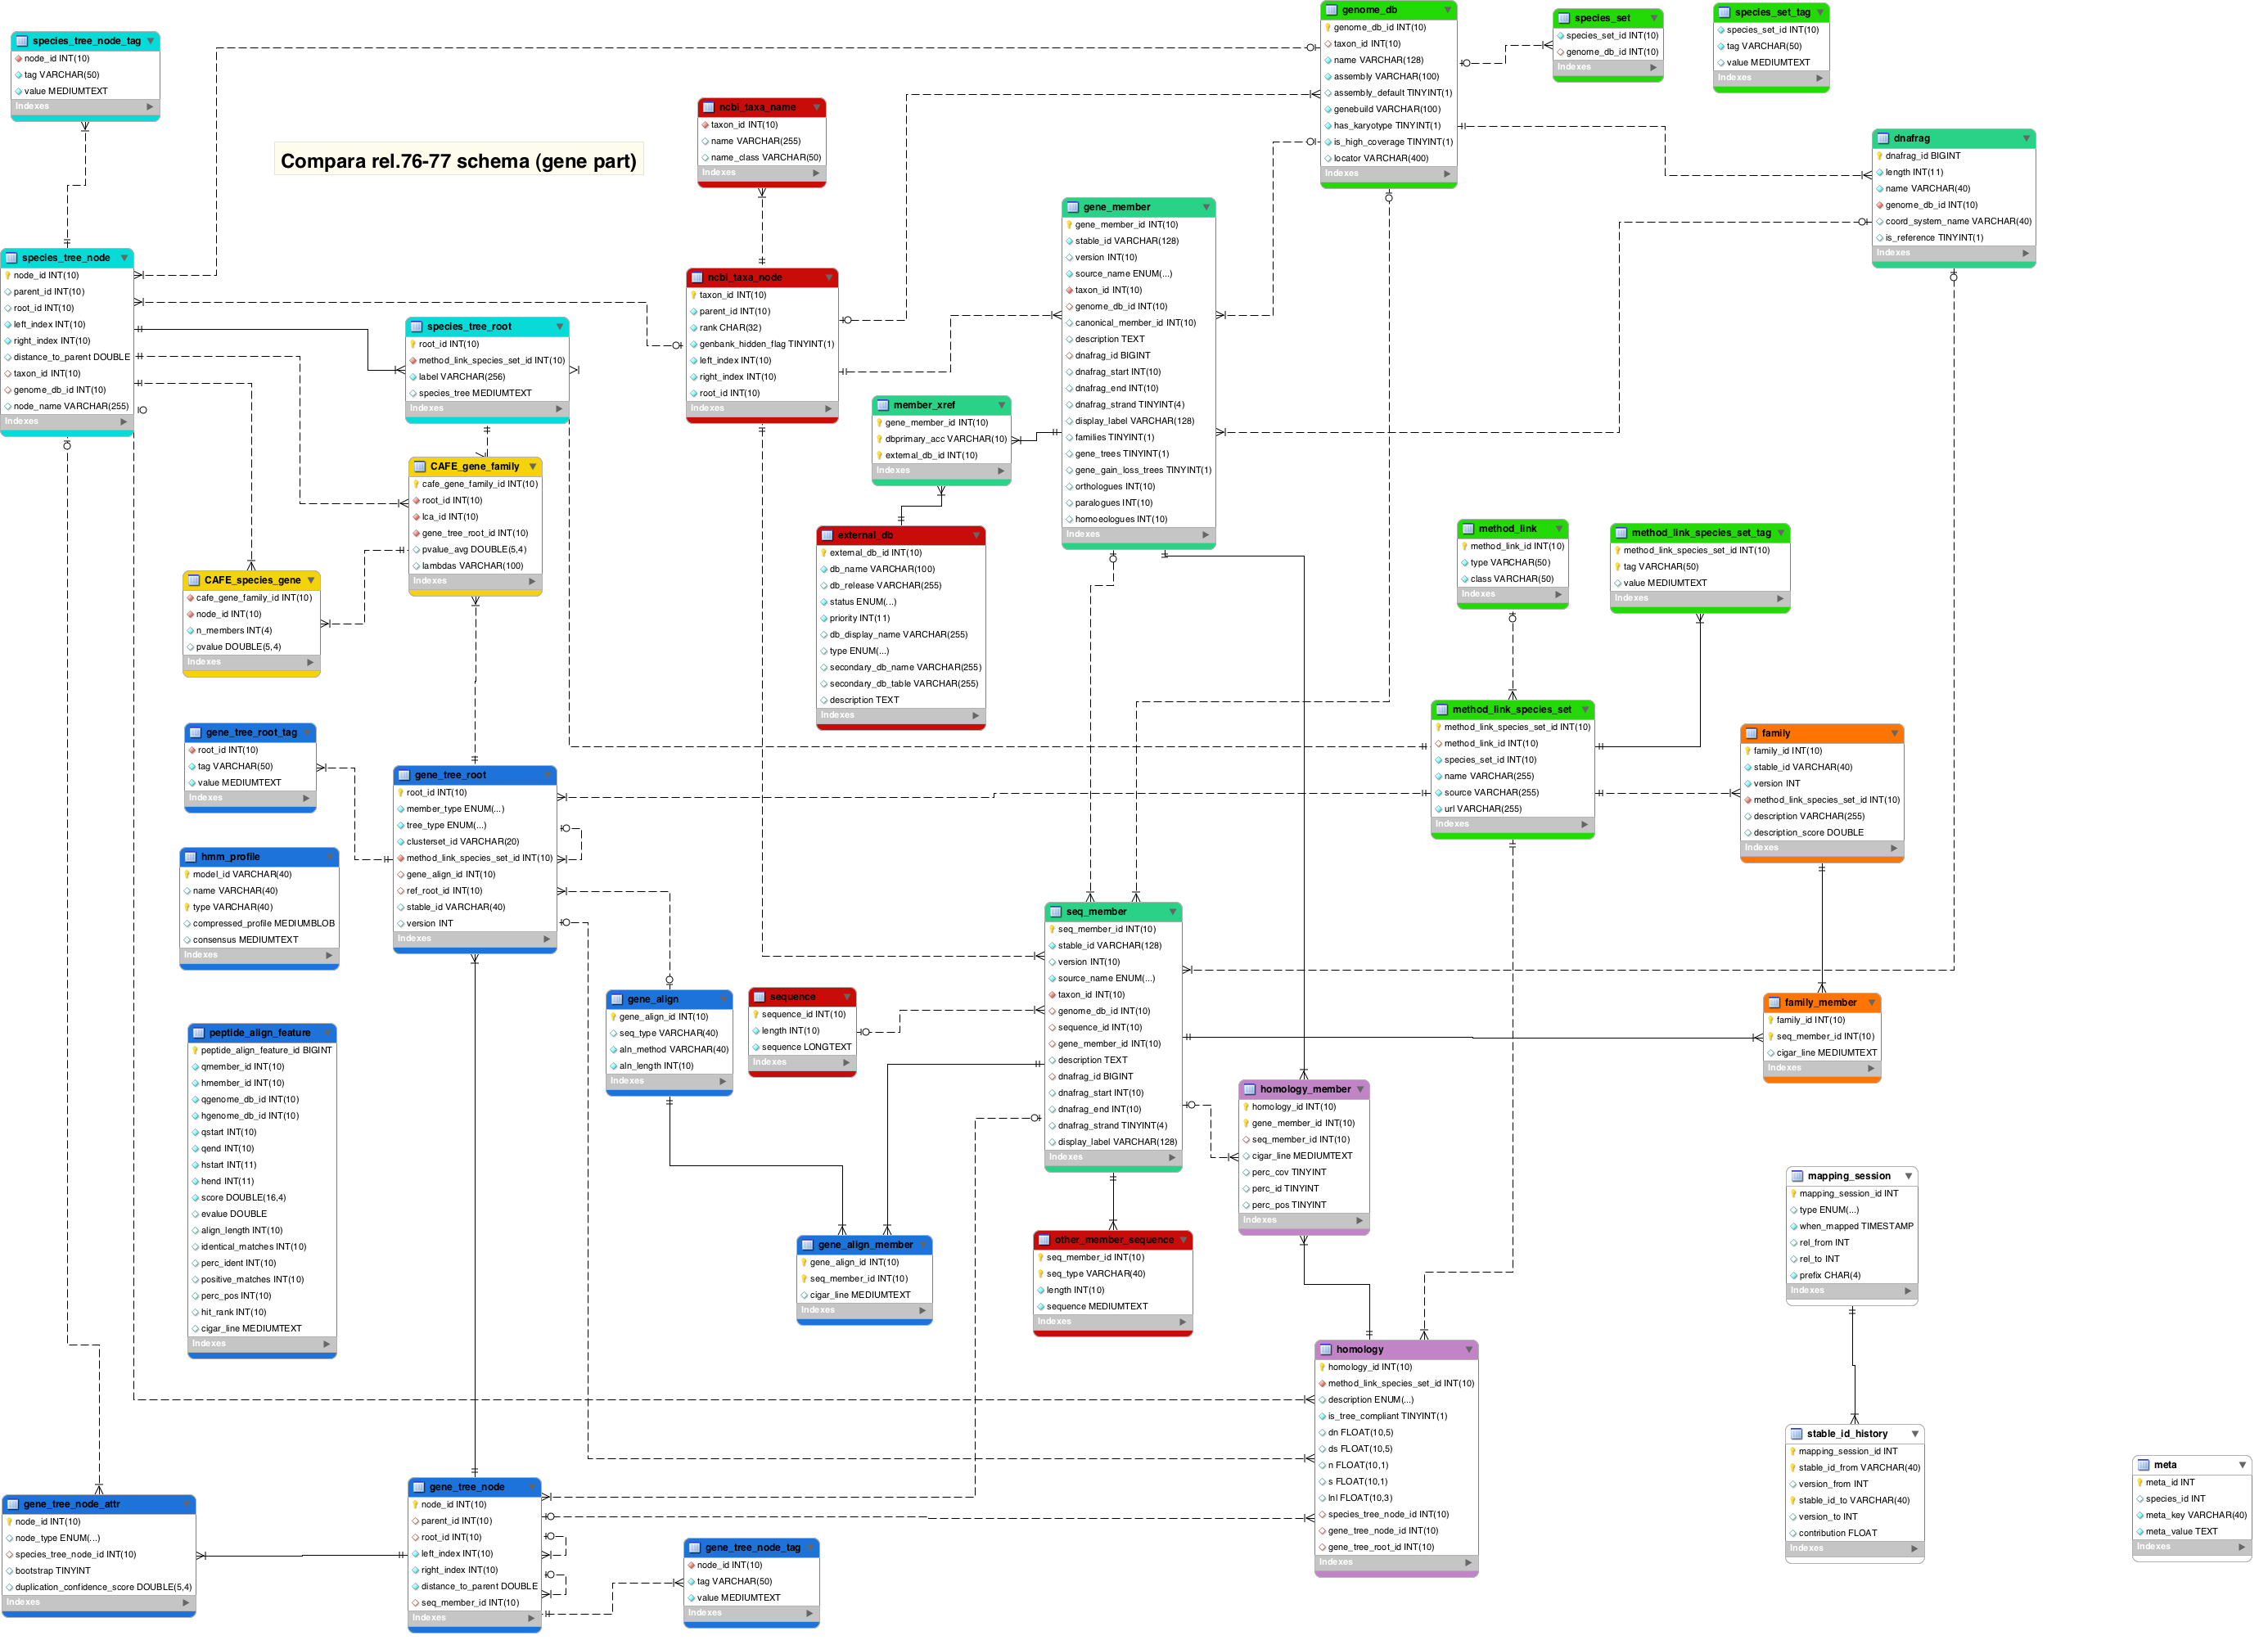 Compara rel.76-77 schema (gene part)
species_tree_node_tag
node_id INT(10)
tag VARCHAR(50)
value MEDIUMTEXT
Indexes
species_tree_node
node_id INT(10)
parent_id INT(10)
root_id INT(10)
left_index INT(10)
right_index INT(10)
distance_to_parent DOUBLE
taxon_id INT(10)
genome_db_id INT(10)
node_name VARCHAR(255)
Indexes
species_tree_root
root_id INT(10)
method_link_species_set_id INT(10)
label VARCHAR(256)
species_tree MEDIUMTEXT
Indexes
CAFE_gene_family
cafe_gene_family_id INT(10)
root_id INT(10)
lca_id INT(10)
gene_tree_root_id INT(10)
pvalue_avg DOUBLE(5,4)
lambdas VARCHAR(100)
Indexes
CAFE_species_gene
cafe_gene_family_id INT(10)
node_id INT(10)
n_members INT(4)
pvalue DOUBLE(5,4)
Indexes
ncbi_taxa_name
taxon_id INT(10)
name VARCHAR(255)
name_class VARCHAR(50)
Indexes
ncbi_taxa_node
taxon_id INT(10)
parent_id INT(10)
rank CHAR(32)
genbank_hidden_flag TINYINT(1)
left_index INT(10)
right_index INT(10)
root_id INT(10)
Indexes
genome_db
genome_db_id INT(10)
taxon_id INT(10)
name VARCHAR(128)
assembly VARCHAR(100)
assembly_default TINYINT(1)
genebuild VARCHAR(100)
has_karyotype TINYINT(1)
is_high_coverage TINYINT(1)
locator VARCHAR(400)
Indexes
species_set
species_set_id INT(10)
genome_db_id INT(10)
Indexes
species_set_tag
species_set_id INT(10)
tag VARCHAR(50)
value MEDIUMTEXT
Indexes
dnafrag
dnafrag_id BIGINT
length INT(11)
name VARCHAR(40)
genome_db_id INT(10)
coord_system_name VARCHAR(40)
is_reference TINYINT(1)
Indexes
gene_member
gene_member_id INT(10)
stable_id VARCHAR(128)
version INT(10)
source_name ENUM(...)
taxon_id INT(10)
genome_db_id INT(10)
canonical_member_id INT(10)
description TEXT
dnafrag_id BIGINT
dnafrag_start INT(10)
dnafrag_end INT(10)
dnafrag_strand TINYINT(4)
display_label VARCHAR(128)
families TINYINT(1)
gene_trees TINYINT(1)
gene_gain_loss_trees TINYINT(1)
orthologues INT(10)
paralogues INT(10)
homoeologues INT(10)
Indexes
member_xref
gene_member_id INT(10)
dbprimary_acc VARCHAR(10)
external_db_id INT(10)
Indexes
external_db
external_db_id INT(10)
db_name VARCHAR(100)
db_release VARCHAR(255)
status ENUM(...)
priority INT(11)
db_display_name VARCHAR(255)
type ENUM(...)
secondary_db_name VARCHAR(255)
secondary_db_table VARCHAR(255)
description TEXT
Indexes
method_link
method_link_id INT(10)
type VARCHAR(50)
class VARCHAR(50)
Indexes
method_link_species_set_tag
method_link_species_set_id INT(10)
tag VARCHAR(50)
value MEDIUMTEXT
Indexes
method_link_species_set
method_link_species_set_id INT(10)
method_link_id INT(10)
species_set_id INT(10)
name VARCHAR(255)
source VARCHAR(255)
url VARCHAR(255)
Indexes
family
family_id INT(10)
stable_id VARCHAR(40)
version INT
method_link_species_set_id INT(10)
description VARCHAR(255)
description_score DOUBLE
Indexes
gene_tree_root_tag
root_id INT(10)
tag VARCHAR(50)
value MEDIUMTEXT
Indexes
gene_tree_root
root_id INT(10)
member_type ENUM(...)
tree_type ENUM(...)
clusterset_id VARCHAR(20)
method_link_species_set_id INT(10)
gene_align_id INT(10)
ref_root_id INT(10)
stable_id VARCHAR(40)
version INT
Indexes
hmm_profile
model_id VARCHAR(40)
name VARCHAR(40)
type VARCHAR(40)
compressed_profile MEDIUMBLOB
consensus MEDIUMTEXT
Indexes
peptide_align_feature
peptide_align_feature_id BIGINT
qmember_id INT(10)
hmember_id INT(10)
qgenome_db_id INT(10)
hgenome_db_id INT(10)
qstart INT(10)
qend INT(10)
hstart INT(11)
hend INT(11)
score DOUBLE(16,4)
evalue DOUBLE
align_length INT(10)
identical_matches INT(10)
perc_ident INT(10)
positive_matches INT(10)
perc_pos INT(10)
hit_rank INT(10)
cigar_line MEDIUMTEXT
Indexes
gene_align
gene_align_id INT(10)
seq_type VARCHAR(40)
aln_method VARCHAR(40)
aln_length INT(10)
Indexes
sequence
sequence_id INT(10)
length INT(10)
sequence LONGTEXT
Indexes
seq_member
seq_member_id INT(10)
stable_id VARCHAR(128)
version INT(10)
source_name ENUM(...)
taxon_id INT(10)
genome_db_id INT(10)
sequence_id INT(10)
gene_member_id INT(10)
description TEXT
dnafrag_id BIGINT
dnafrag_start INT(10)
dnafrag_end INT(10)
dnafrag_strand TINYINT(4)
display_label VARCHAR(128)
Indexes
family_member
family_id INT(10)
seq_member_id INT(10)
cigar_line MEDIUMTEXT
Indexes
homology_member
homology_id INT(10)
gene_member_id INT(10)
seq_member_id INT(10)
cigar_line MEDIUMTEXT
perc_cov TINYINT
perc_id TINYINT
perc_pos TINYINT
Indexes
gene_align_member
gene_align_id INT(10)
seq_member_id INT(10)
cigar_line MEDIUMTEXT
Indexes
other_member_sequence
seq_member_id INT(10)
seq_type VARCHAR(40)
length INT(10)
sequence MEDIUMTEXT
Indexes
mapping_session
mapping_session_id INT
type ENUM(...)
when_mapped TIMESTAMP
rel_from INT
rel_to INT
prefix CHAR(4)
Indexes
homology
homology_id INT(10)
method_link_species_set_id INT(10)
description ENUM(...)
is_tree_compliant TINYINT(1)
dn FLOAT(10,5)
ds FLOAT(10,5)
n FLOAT(10,1)
s FLOAT(10,1)
lnl FLOAT(10,3)
species_tree_node_id INT(10)
gene_tree_node_id INT(10)
gene_tree_root_id INT(10)
Indexes
stable_id_history
mapping_session_id INT
stable_id_from VARCHAR(40)
version_from INT
stable_id_to VARCHAR(40)
version_to INT
contribution FLOAT
Indexes
meta
meta_id INT
species_id INT
meta_key VARCHAR(40)
meta_value TEXT
Indexes
gene_tree_node_attr
node_id INT(10)
node_type ENUM(...)
species_tree_node_id INT(10)
bootstrap TINYINT
duplication_confidence_score DOUBLE(5,4)
Indexes
gene_tree_node
node_id INT(10)
parent_id INT(10)
root_id INT(10)
left_index INT(10)
right_index INT(10)
distance_to_parent DOUBLE
seq_member_id INT(10)
Indexes
gene_tree_node_tag
node_id INT(10)
tag VARCHAR(50)
value MEDIUMTEXT
Indexes